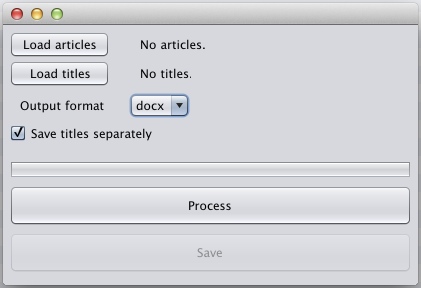 Load articles No articles.
Load titles No titles.
Output format docx
Save titles separately
Process
Save